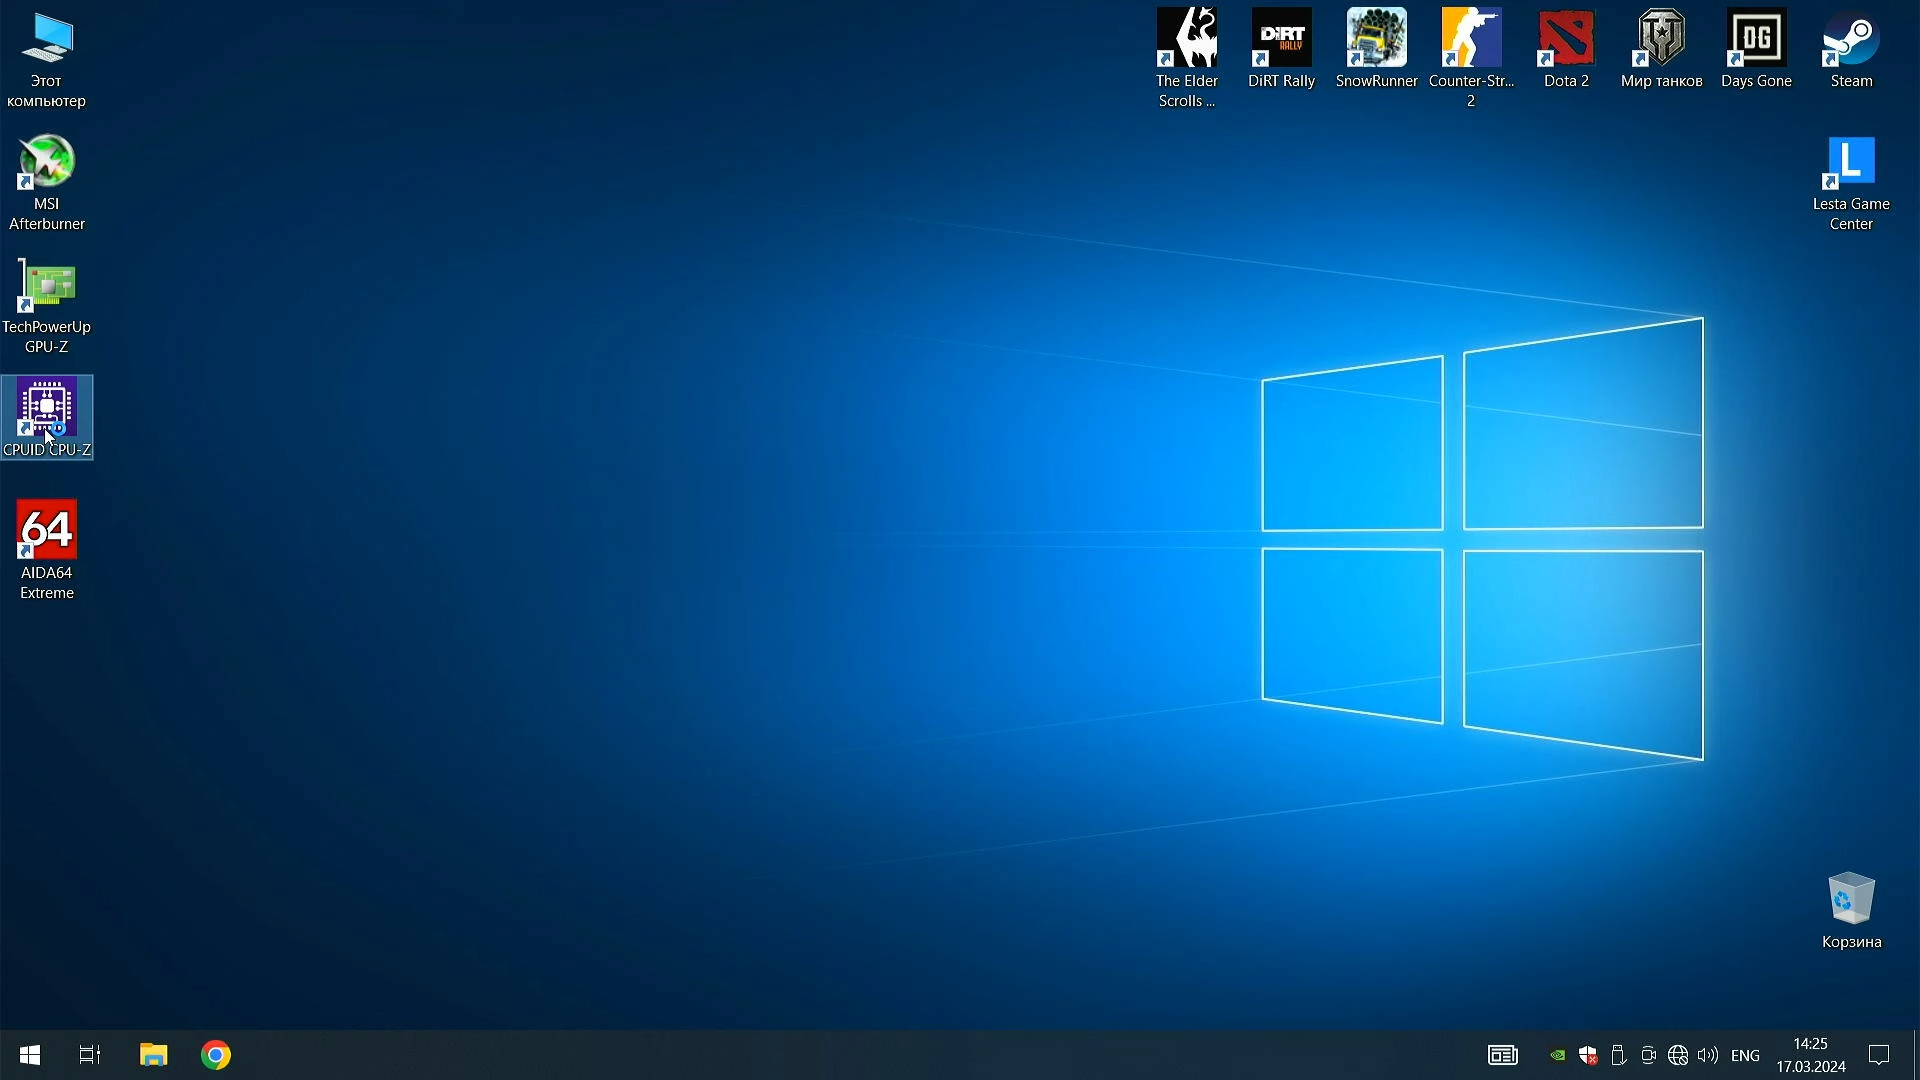 Этот
компьютер
MSI
Afterburner
TechPowerUp
GPU-Z
CPUID CPU-Z
64
AIDA64
Extreme
The Elder
Scrolls ...
DiRT
RALLY
DiRT Rally
SnowRunner
Counter-Str...
2
Dota 2
Мир танков
DG
Days Gone
Steam
L
Lesta Game
Center
Корзина
ENG
14:25
17.03.2024